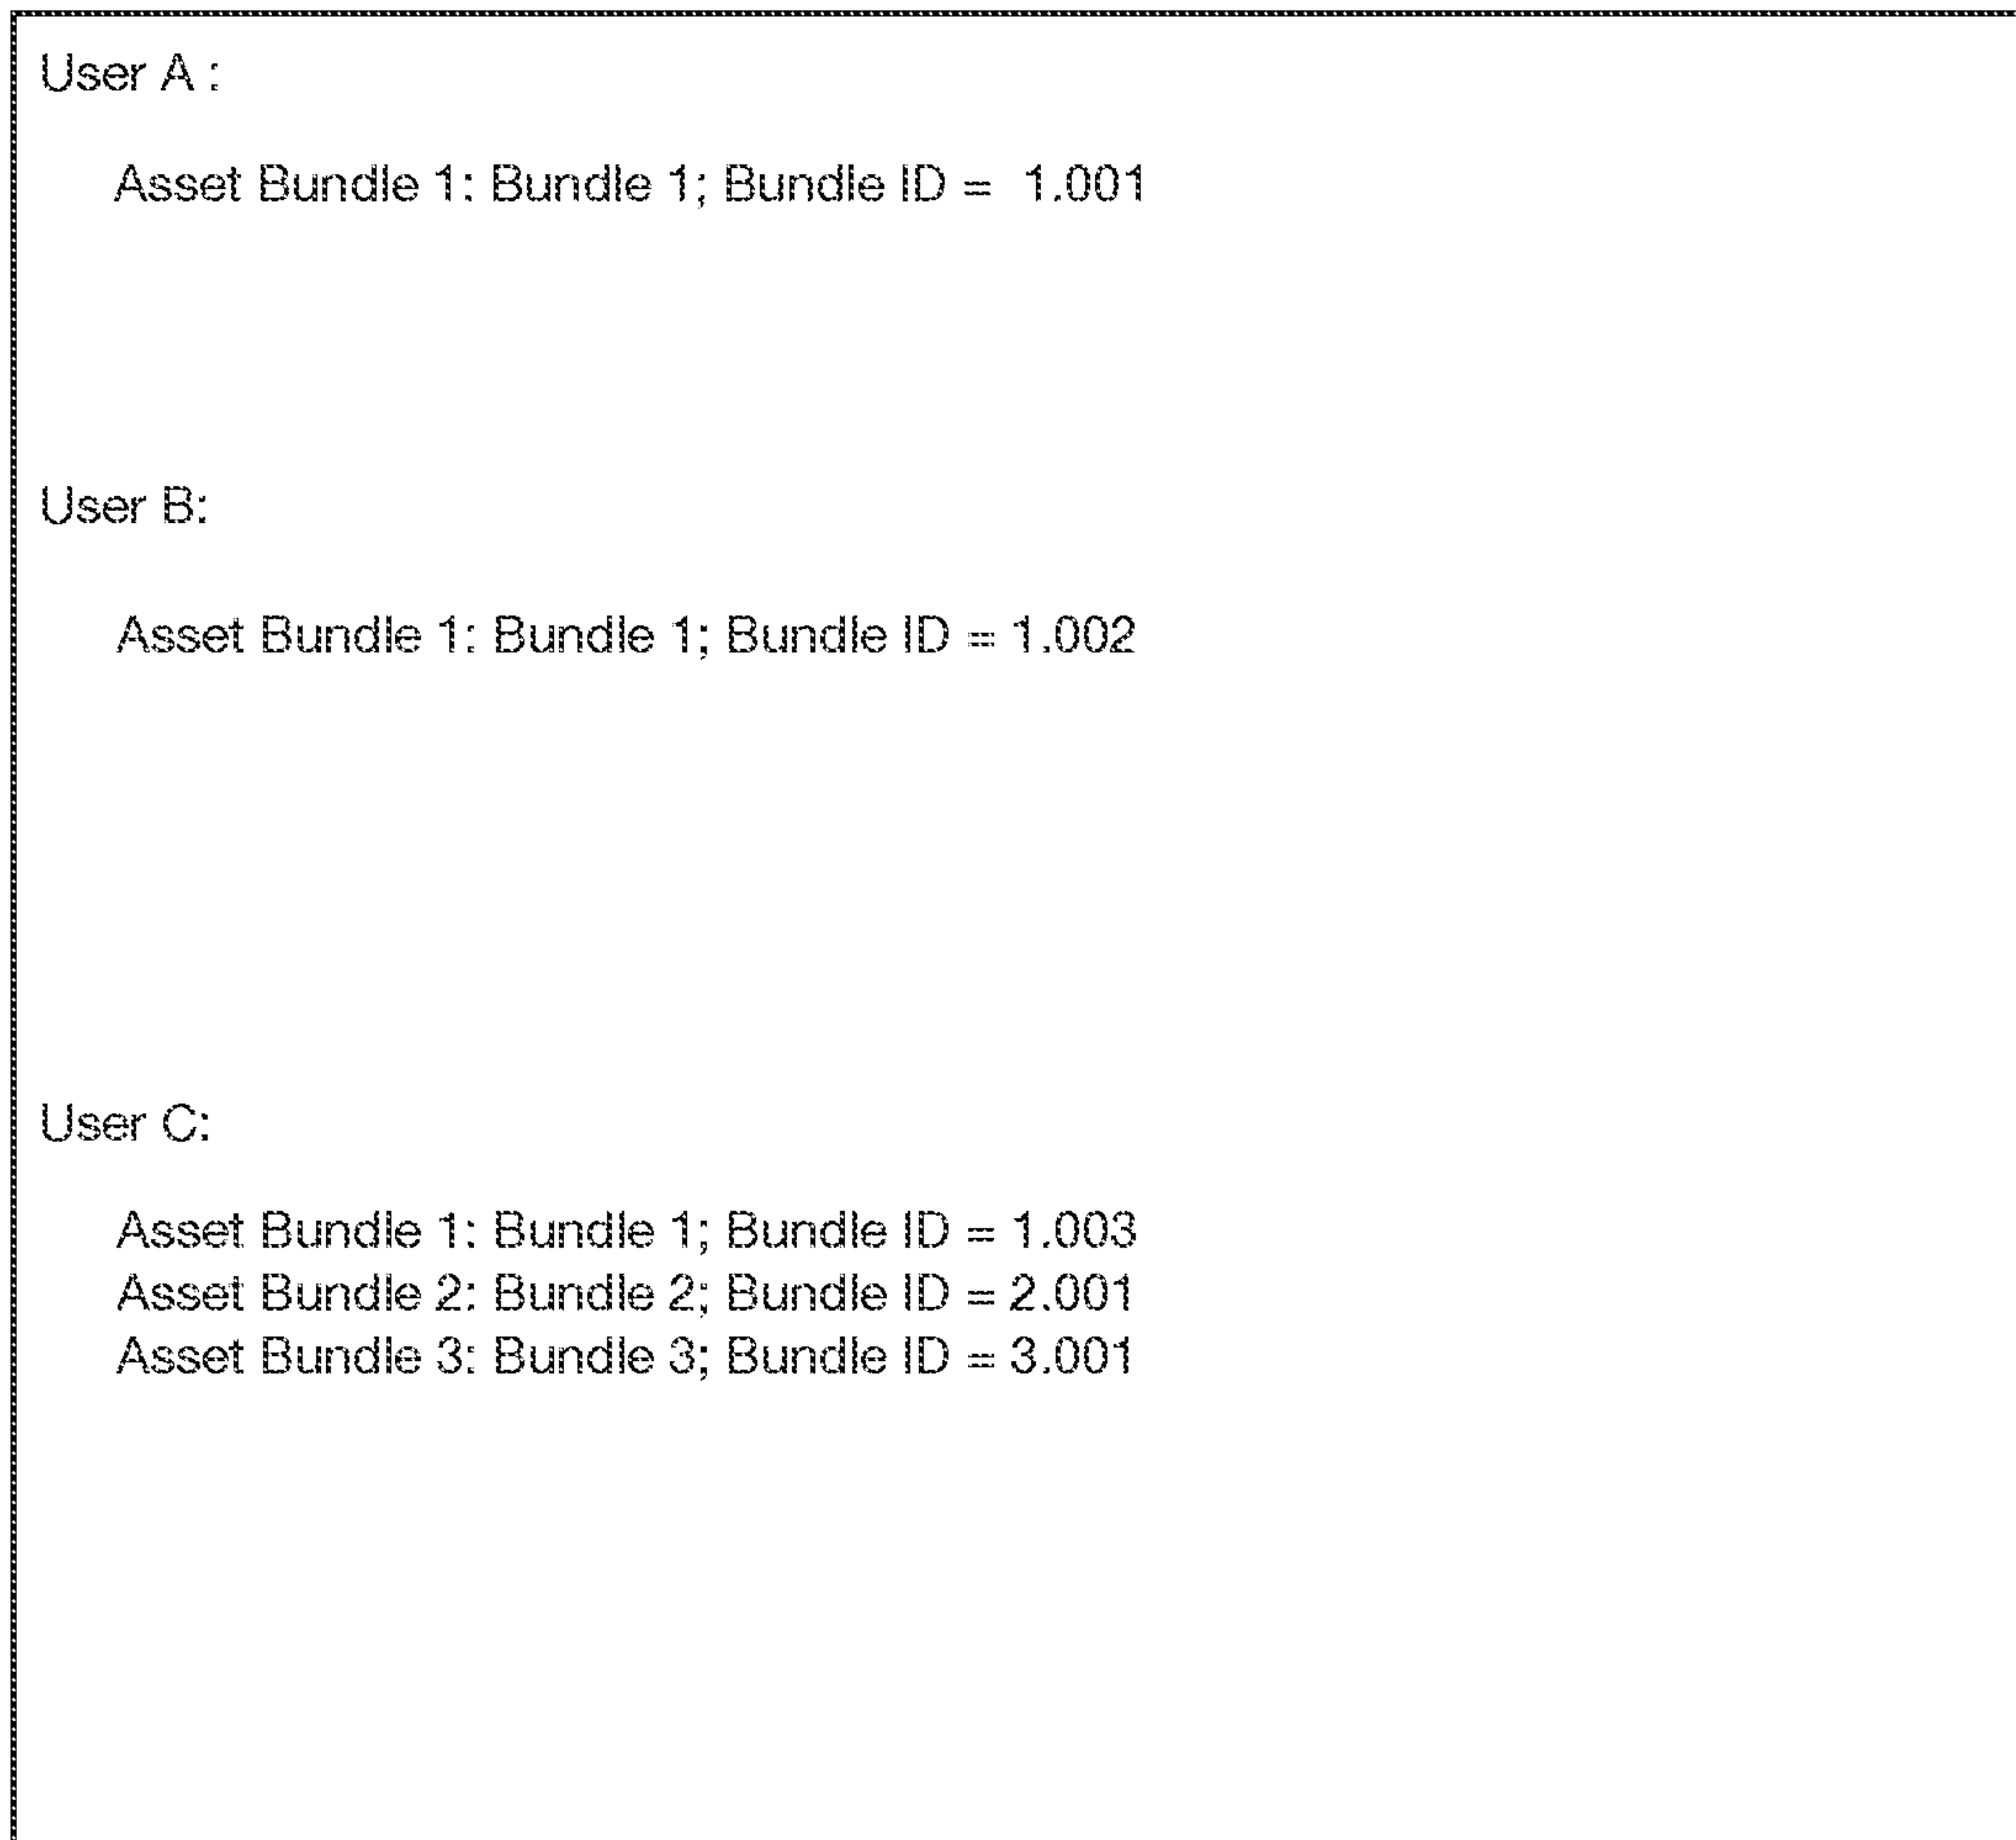 User A :
Asset Bundle 1: Bundle 1; Bundle ID =  1.001
User B:
Asset Bundle 1: Bundle 1; Bundle ID = 1.002
User C:
Asset Bundle 1: Bundle 1; Bundle ID = 1.003
Asset Bundle 2: Bundle 2; Bundle ID = 2.001
Asset Bundle 3: Bundle 3; Bundle ID = 3.001